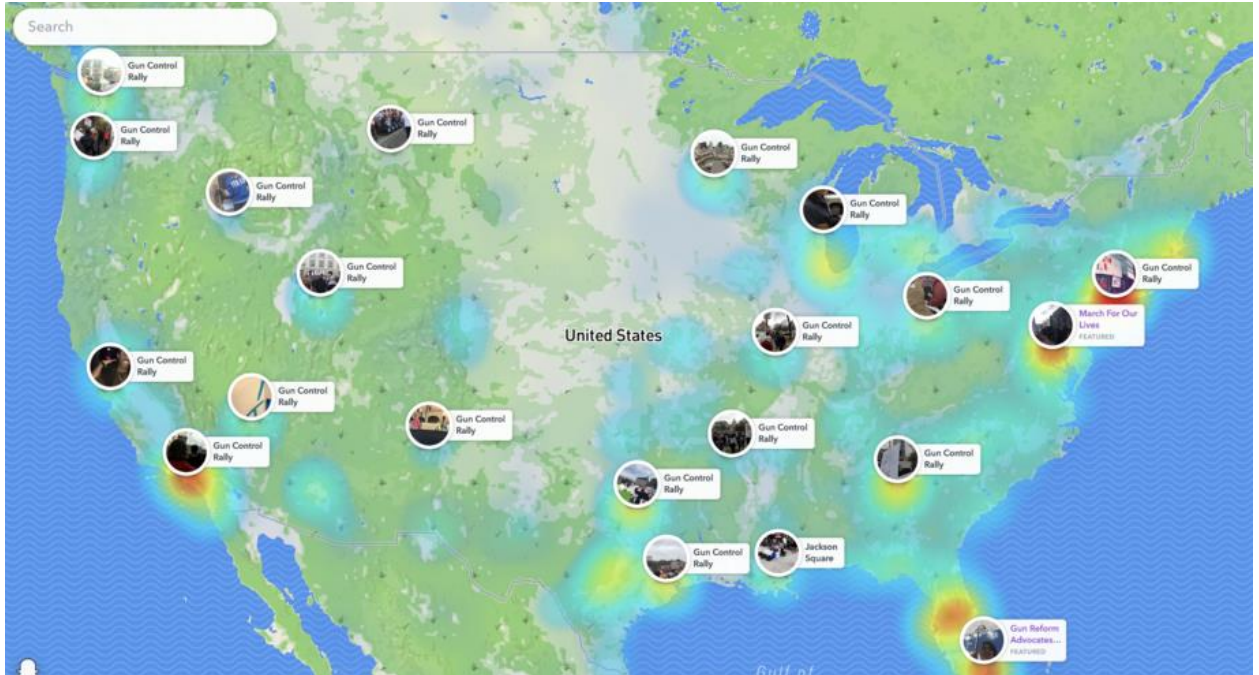 Search
Gun Control
Rally
Gun Control
Rally
Gun Control
Rally
Gun Control
Rally
Gun Control
Rally
Gun Control
Rally
Gun Control
Rally
Gun Control
Rally
Gun Control
Rally
March For Our
Lives
FEATURED
Gun Control
Rally
United States
Gun Control
Rally
Gun Control
Rally
Gun Control
Rally
Gun Control
Rally
Gun Control
Rally
Gun Control
Rally
Gun Control
Rally
Gun Control
Rally
Jackson
Square
Gun Control
Rally
Gun Reform
Advocates...
FEATURED
Gulf of